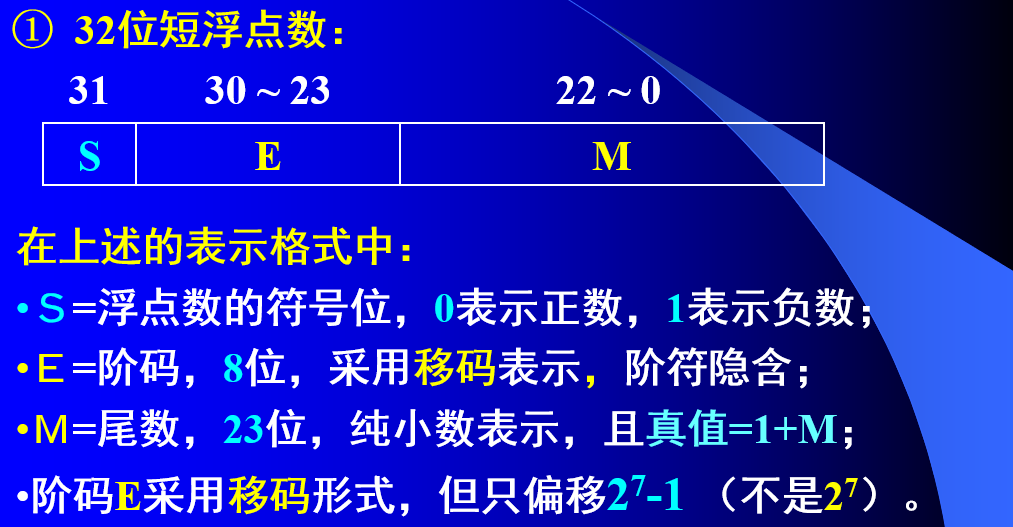 ① 32位短浮点数：
31 30 ~ 23 22 ~ 0
S E M
在上述的表示格式中：
•S=浮点数的符号位，0表示正数，1表示负数；
•E=阶码，8位，采用移码表示，阶符隐含；
•M=尾数，23位，纯小数表示，且真值=1+M；
•阶码E采用移码形式，但只偏移2⁷-1 （不是2⁷）。